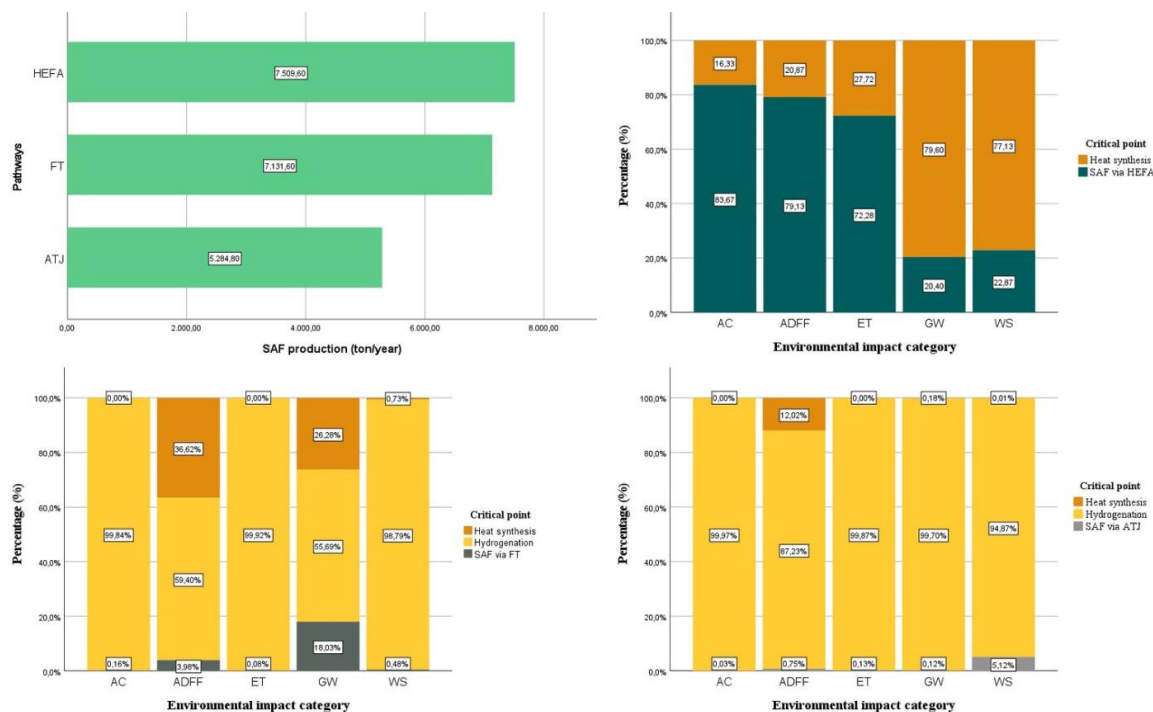 Pathways
HEFA
7.509,60
FT
7.131,60
ATJ
5.284,80
0,00 2.000,00 4.000,00 6.000,00 8.000,00
SAF production (ton/year)
Percentage (%)
100,0%
80,0%
60,0%
40,0%
20,0%
0,0%
16,33 20,87 27,72 79,60 77,13
83,67 79,13 72,28 20,40 22,87
AC ADFF ET GW WS
Environmental impact category
Critical point
Heat synthesis
SAF via HEFA
Percentage (%)
100,0%
80,0%
60,0%
40,0%
20,0%
0,0%
0,00% 36,62% 0,00% 26,28% 0,73%
99,84% 59,40% 99,92% 55,69% 98,79%
0,16% 3,98% 0,08% 18,03% 0,48%
AC ADFF ET GW WS
Environmental impact category
Critical point
Heat synthesis
Hydrogenation
SAF via FT
Percentage (%)
100,0%
80,0%
60,0%
40,0%
20,0%
0,0%
0,00% 12,02% 0,00% 0,18% 0,01%
99,97% 87,23% 99,87% 99,70% 94,87%
0,03% 0,75% 0,13% 0,12% 5,12%
AC ADFF ET GW WS
Environmental impact category
Critical point
Heat synthesis
Hydrogenation
SAF via ATJ